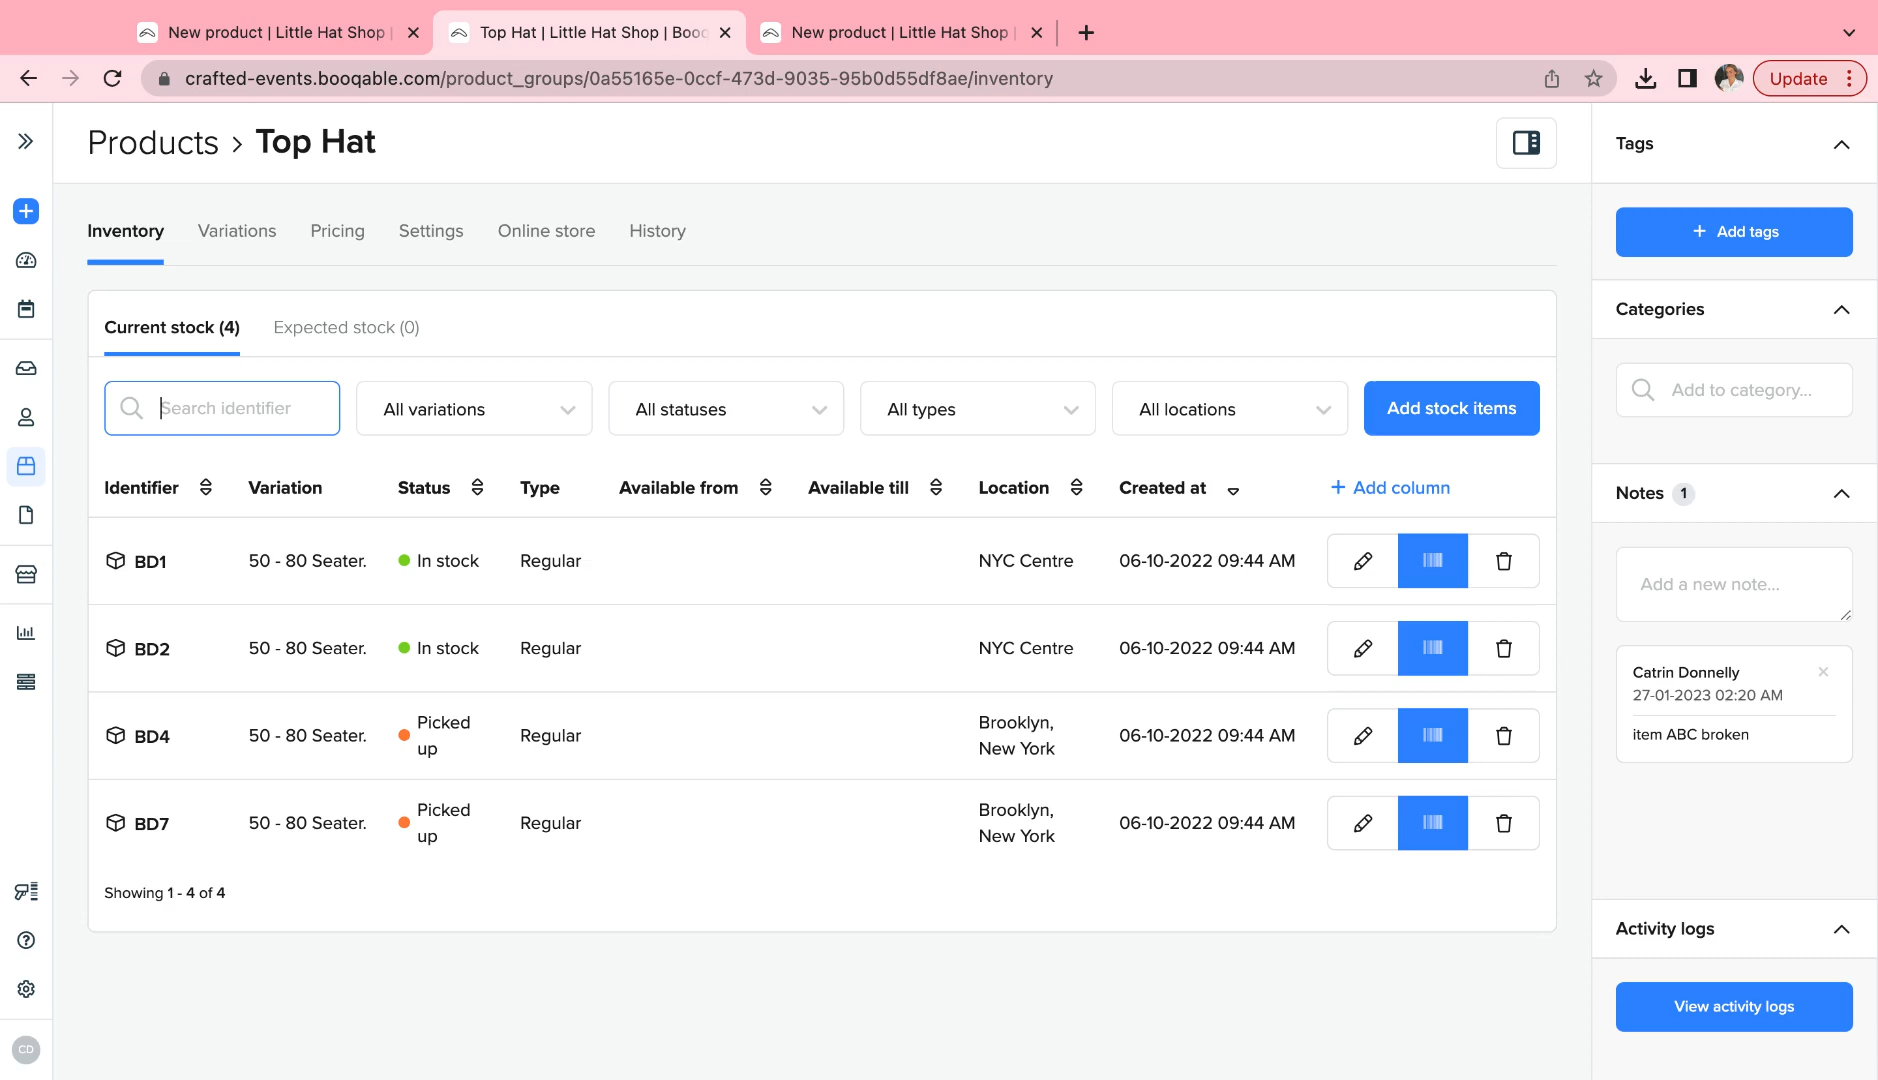 New product | Little Hat Shop |
Top Hat | Little Hat Shop | Booq
New product | Little Hat Shop |
crafted-events.booqable.com/product_groups/0a55165e-0ccf-473d-9035-95b0d55df8ae/inventory
Update
Products › Top Hat
Inventory Variations Pricing Settings Online store History
Current stock (4) Expected stock (0)
Search identifier All variations All statuses All types All locations Add stock items
Identifier Variation Status Type Available from Available till Location Created at + Add column
BD1 50 - 80 Seater. In stock Regular NYC Centre 06-10-2022 09:44 AM
BD2 50 - 80 Seater. In stock Regular NYC Centre 06-10-2022 09:44 AM
BD4 50 - 80 Seater. Picked up Regular Brooklyn, New York 06-10-2022 09:44 AM
BD7 50 - 80 Seater. Picked up Regular Brooklyn, New York 06-10-2022 09:44 AM
Showing 1 - 4 of 4
CD
Tags
+ Add tags
Categories
Add to category...
Notes 1
Add a new note...
Catrin Donnelly
27-01-2023 02:20 AM
item ABC broken
Activity logs
View activity logs